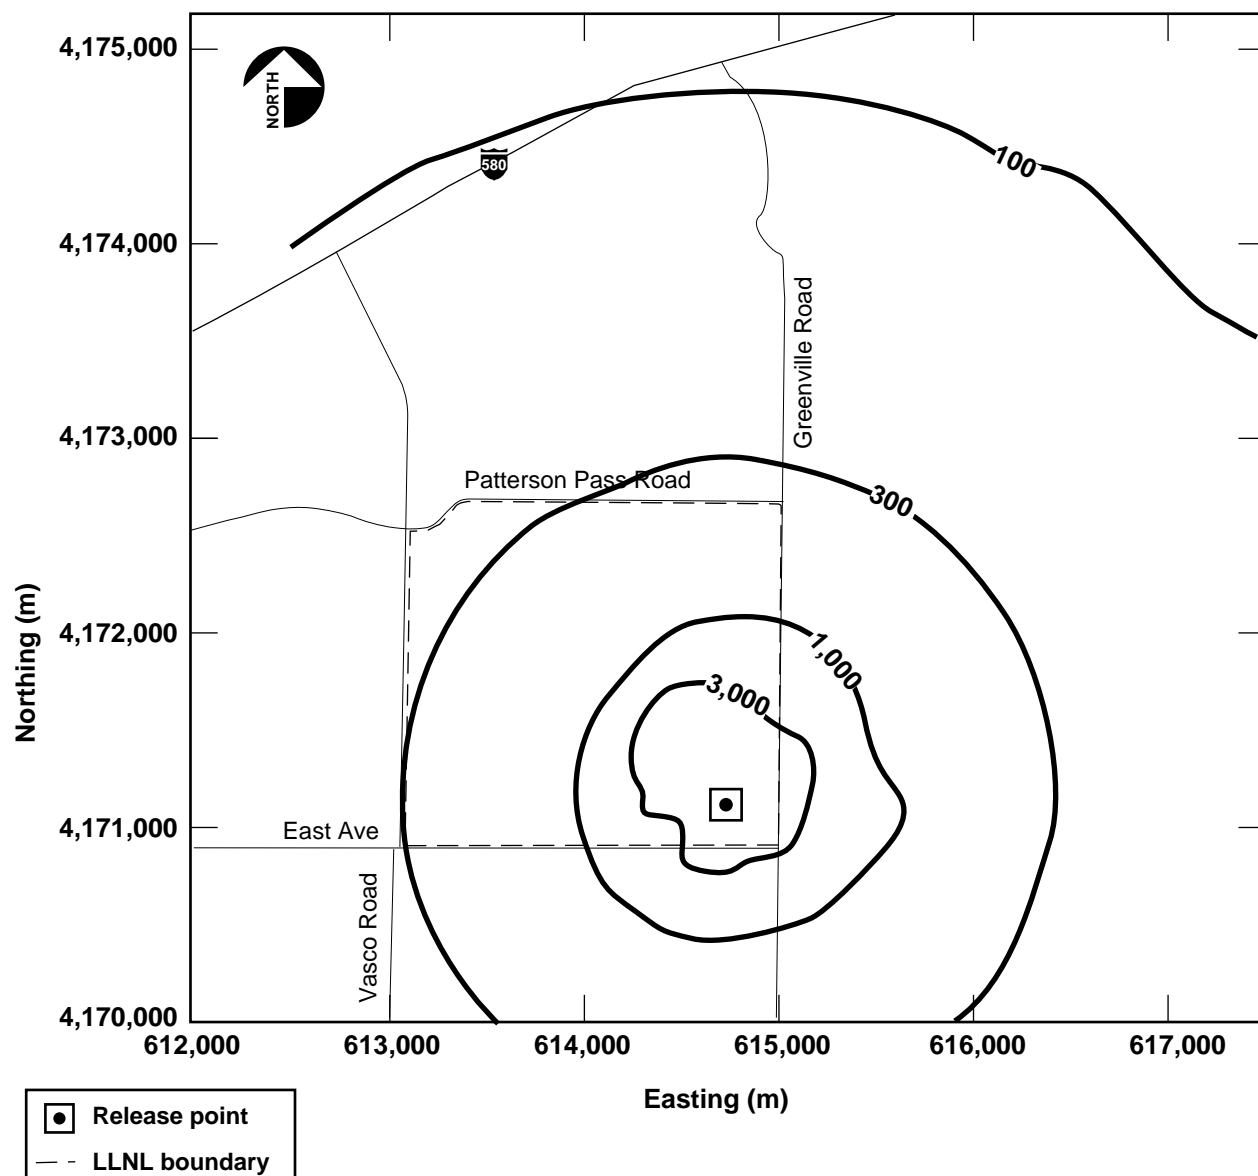 4,175,000
NORTH
580
100
4,174,000
Greenville Road
4,173,000
Patterson Pass Road
300
4,172,000
1,000
3,000
Northing (m)
4,171,000
East Ave
Vasco Road
4,170,000
612,000 613,000 614,000 615,000 616,000 617,000
Easting (m)
Release point
LLNL boundary